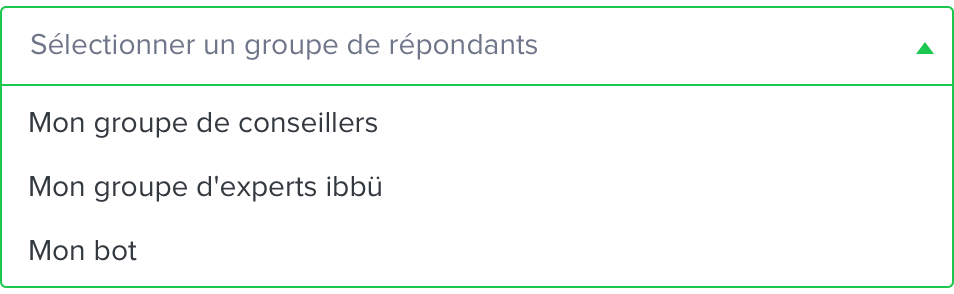 Sélectionner un groupe de répondants
Mon groupe de conseillers
Mon groupe d'experts ibbü
Mon bot